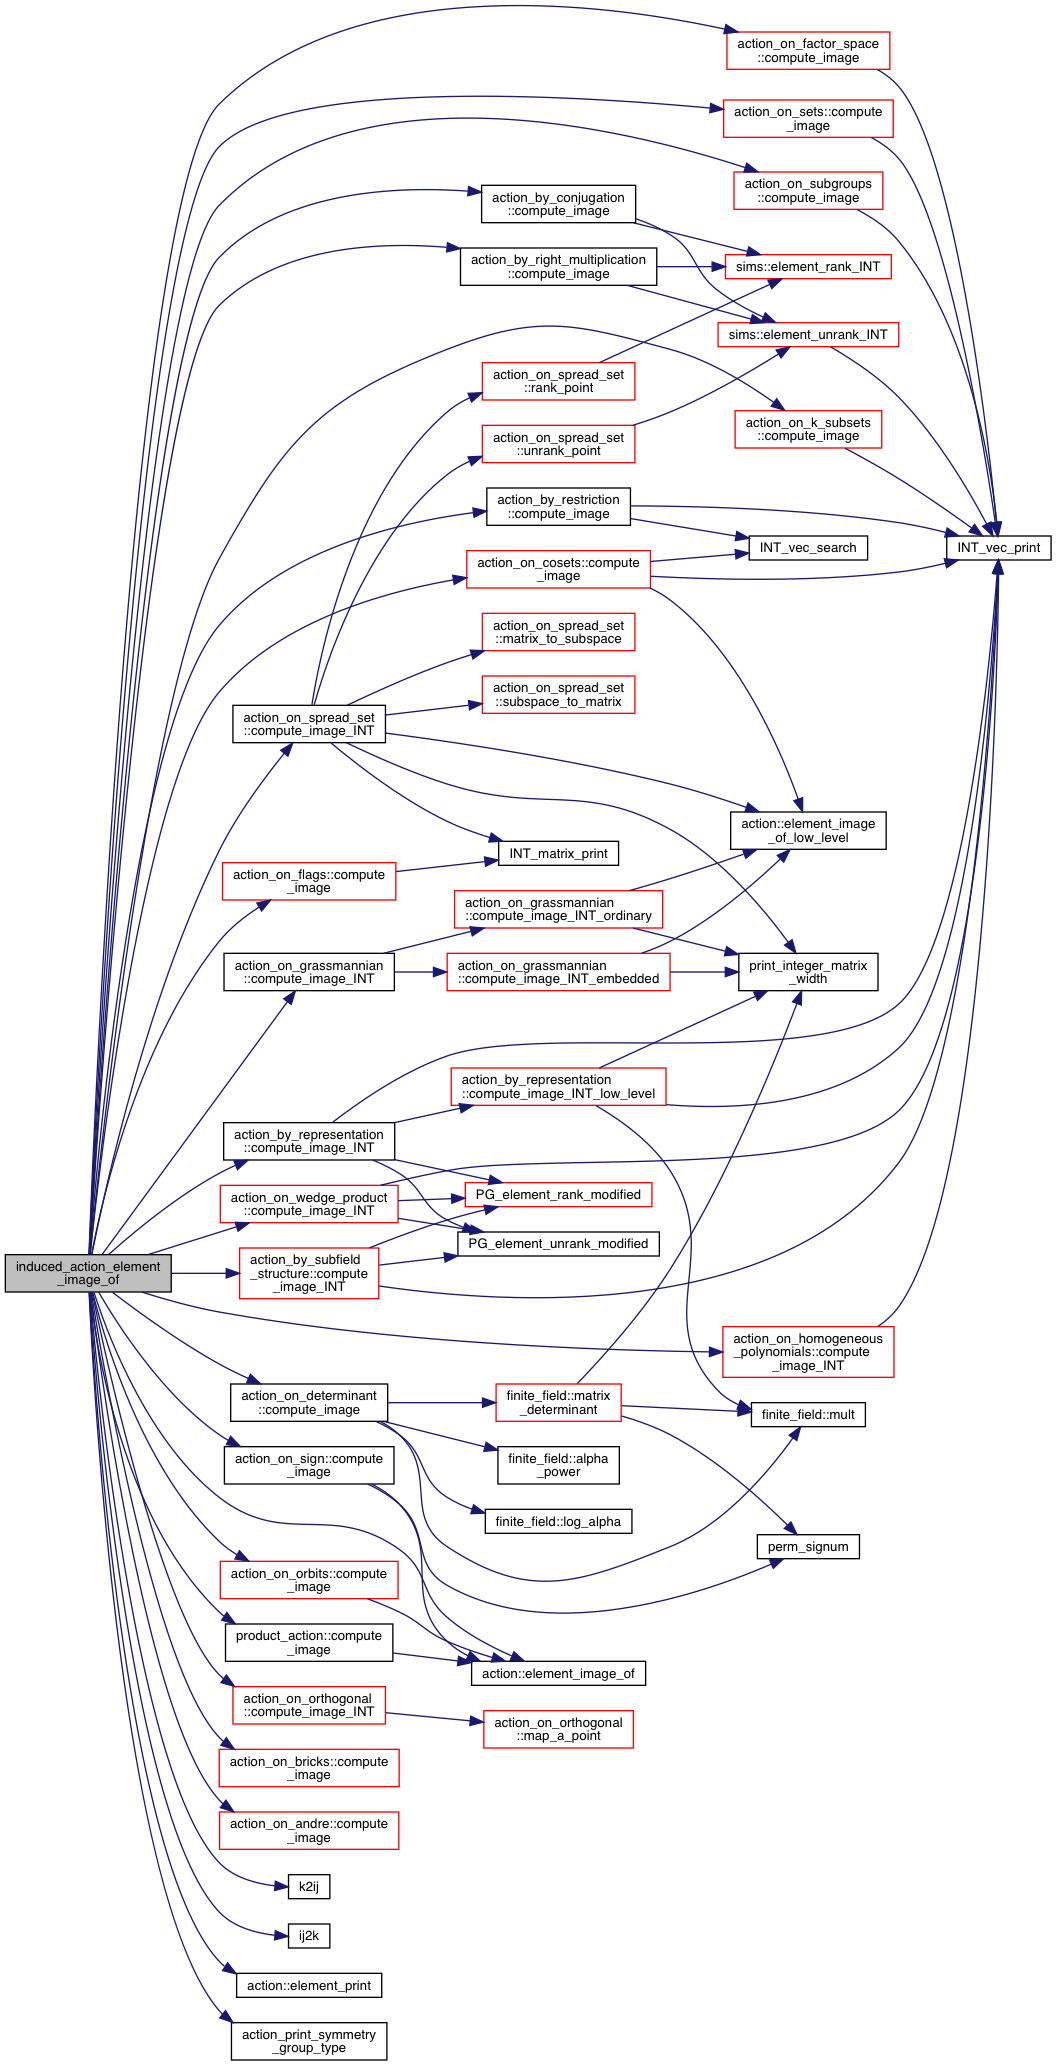 action_on_factor_space
::compute_image
action_on_sets::compute
_image
action_on_subgroups
::compute_image
action_by_conjugation
::compute_image
action_by_right_multiplication
::compute_image
sims::element_rank_INT
sims::element_unrank_INT
action_on_spread_set
::rank_point
action_on_k_subsets
::compute_image
action_on_spread_set
::unrank_point
action_by_restriction
::compute_image
INT_vec_search
INT_vec_print
action_on_cosets::compute
_image
action_on_spread_set
::matrix_to_subspace
action_on_spread_set
::subspace_to_matrix
action_on_spread_set
::compute_image_INT
action::element_image
_of_low_level
INT_matrix_print
action_on_flags::compute
_image
action_on_grassmannian
::compute_image_INT_ordinary
action_on_grassmannian
::compute_image_INT
action_on_grassmannian
::compute_image_INT_embedded
print_integer_matrix
_width
action_by_representation
::compute_image_INT_low_level
action_by_representation
::compute_image_INT
action_on_wedge_product
::compute_image_INT
PG_element_rank_modified
PG_element_unrank_modified
induced_action_element
_image_of
action_by_subfield
_structure::compute
_image_INT
action_on_homogeneous
_polynomials::compute
_image_INT
action_on_determinant
::compute_image
finite_field::matrix
_determinant
finite_field::mult
action_on_sign::compute
_image
finite_field::alpha
_power
finite_field::log_alpha
perm_signum
action_on_orbits::compute
_image
product_action::compute
_image
action::element_image_of
action_on_orthogonal
::compute_image_INT
action_on_orthogonal
::map_a_point
action_on_bricks::compute
_image
action_on_andre::compute
_image
k2ij
ij2k
action::element_print
action_print_symmetry
_group_type